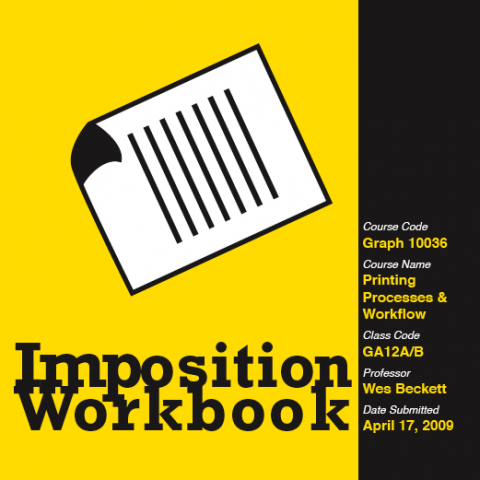 Imposition
Workbook
Course Code
Graph 10036
Course Name
Printing
Processes &
Workflow
Class Code
GA12A/B
Professor
Wes Beckett
Date Submitted
April 17, 2009